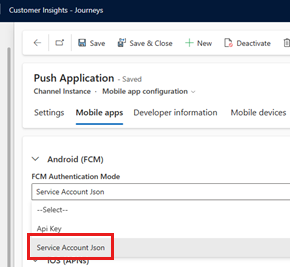 Customer Insights - Journeys
Save Save & Close New Deactivate
Push Application - Saved
Channel Instance · Mobile app configuration
Settings Mobile apps Developer information Mobile devices
Android (FCM)
FCM Authentication Mode
Service Account Json
--Select--
Api Key
Service Account Json
iOS (APNs)